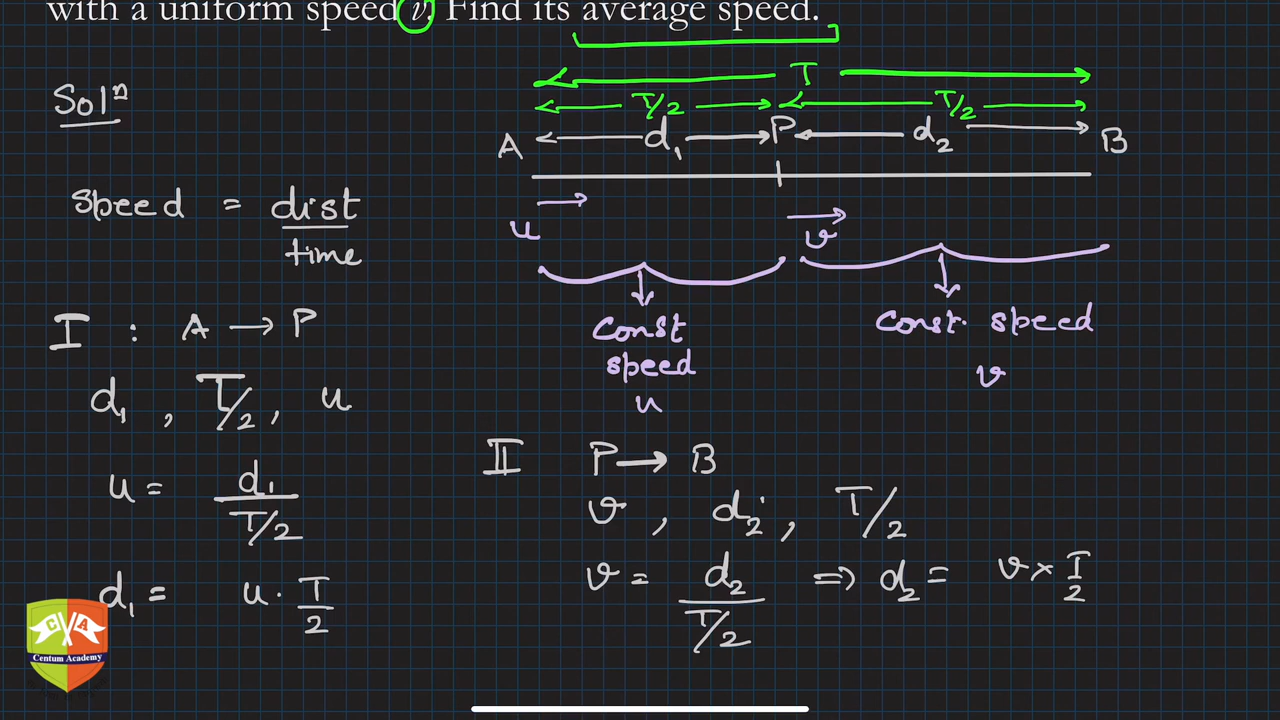 with a uniform speed v. Find its average speed.
Solⁿ
T
T/2 T/2
A d₁ P d₂ B
u v
const speed u
const. speed v
speed = dist/time
I : A → P
d₁ , T/2 , u
u = d₁/(T/2)
d₁ = u · T/2
II P → B
v , d₂ , T/2
v = d₂/(T/2) ⇒ d₂ = v × T/2
C A
Centum Academy